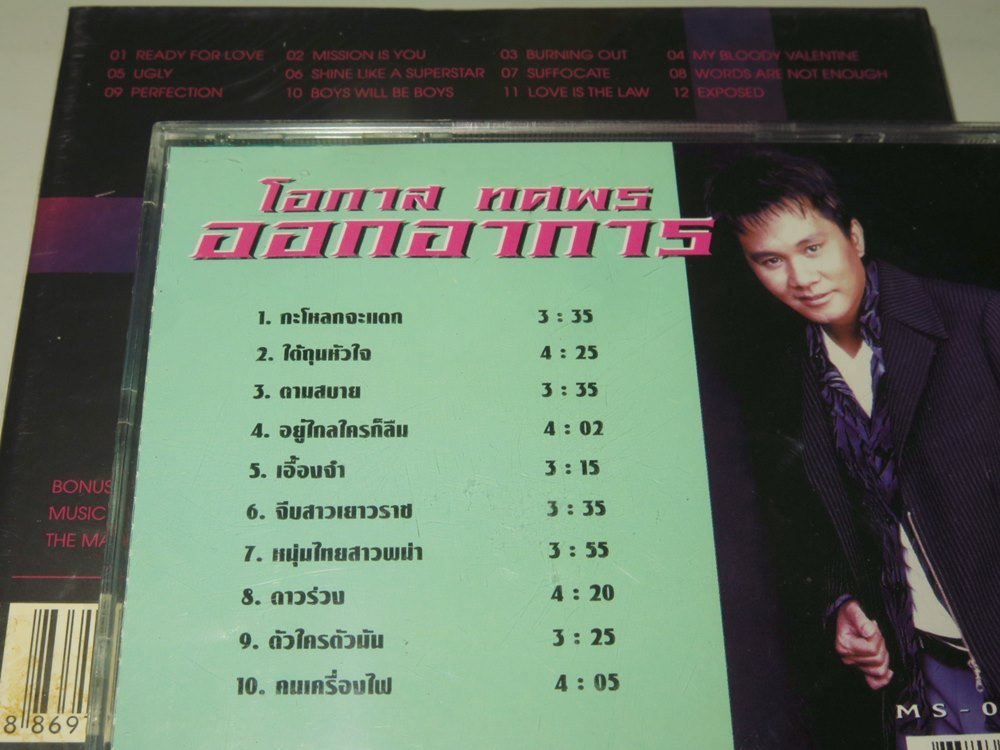 01 READY FOR LOVE 02 MISSION IS YOU 03 BURNING OUT 04 MY BLOODY VALENTINE
05 UGLY 06 SHINE LIKE A SUPERSTAR 07 SUFFOCATE 08 WORDS ARE NOT ENOUGH
09 PERFECTION 10 BOYS WILL BE BOYS 11 LOVE IS THE LAW 12 EXPOSED
โอกาส ทศพร
ออกอาการ
1. กะโหลกจะแตก 3 : 35
2. ใต้ถุนหัวใจ 4 : 25
3. ตามสบาย 3 : 35
4. อยู่ไกลใครก็ลืม 4 : 02
5. เอื้องจำ 3 : 15
6. จีบสาวเยาวราช 3 : 35
7. หนุ่มไทยสาวพม่า 3 : 55
8. ดาวร่วง 4 : 20
9. ตัวใครตัวมัน 3 : 25
10. คนเครื่องไฟ 4 : 05
BONUS
MUSIC
THE MA
8 869
MS-0